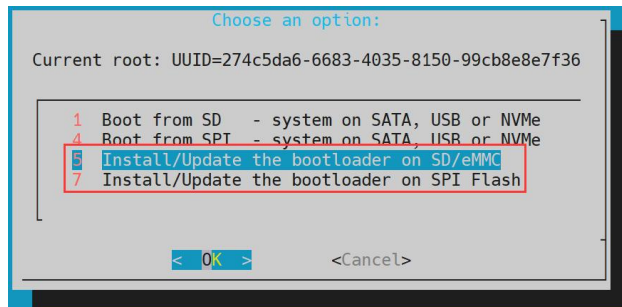 Choose an option:
Current root: UUID=274c5da6-6683-4035-8150-99cb8e8e7f36
1 Boot from SD - system on SATA, USB or NVMe
4 Boot from SPI - system on SATA, USB or NVMe
5 Install/Update the bootloader on SD/eMMC
7 Install/Update the bootloader on SPI Flash
< OK > <Cancel>